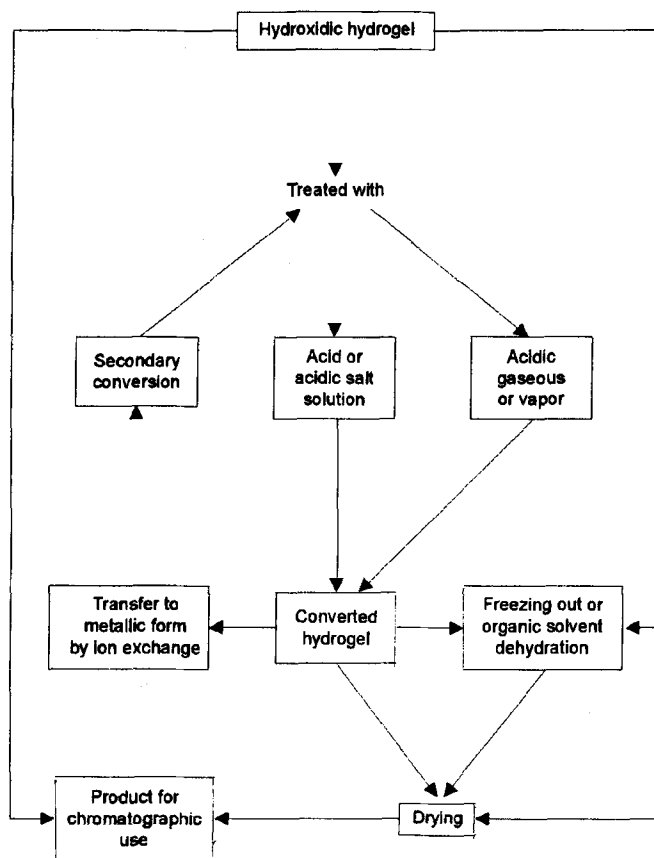 Hydroxidic hydrogel
Treated with
Secondary
conversion
Acid or
acidic salt
solution
Acidic
gaseous
or vapor
Transfer to
metallic form
by ion exchange
Converted
hydrogel
Freezing out or
organic solvent
dehydration
Product for
chromatographic
use
Drying